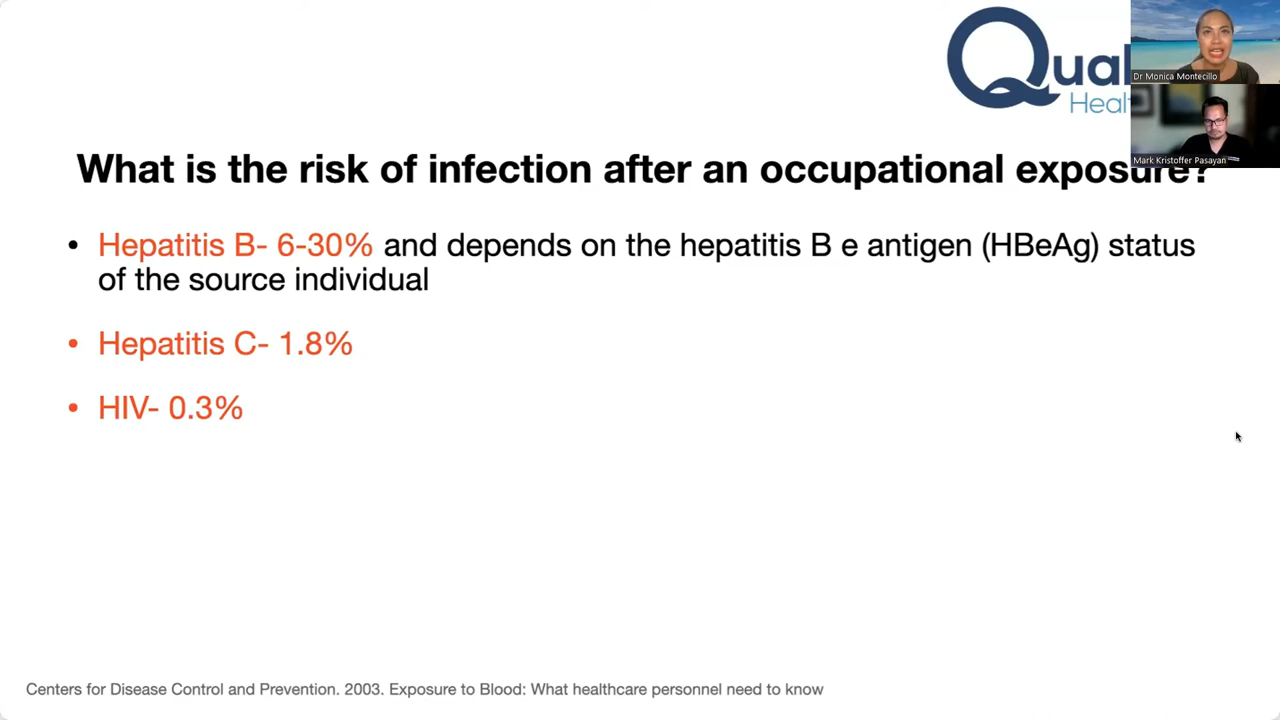 Qual
Healt
Dr Monica Montecillo
Mark Kristoffer Pasayan
What is the risk of infection after an occupational exposure?
• Hepatitis B- 6-30% and depends on the hepatitis B e antigen (HBeAg) status
of the source individual
• Hepatitis C- 1.8%
• HIV- 0.3%
Centers for Disease Control and Prevention. 2003. Exposure to Blood: What healthcare personnel need to know